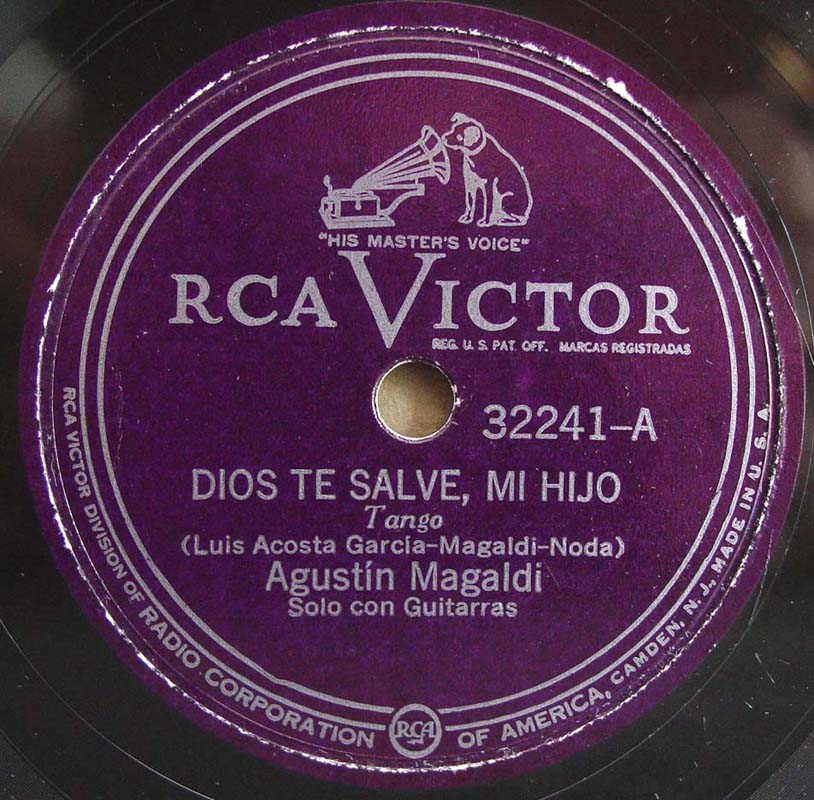 "HIS MASTER'S VOICE"
RCA VICTOR
REG. U. S. PAT. OFF. MARCAS REGISTRADAS
32241-A
DIOS TE SALVE, MI HIJO
Tango
(Luis Acosta García-Magaldi-Noda)
Agustín Magaldi
Solo con Guitarras
RCA VICTOR DIVISION OF RADIO CORPORATION RCA OF AMERICA, CAMDEN, N. J., MADE IN U. S. A.